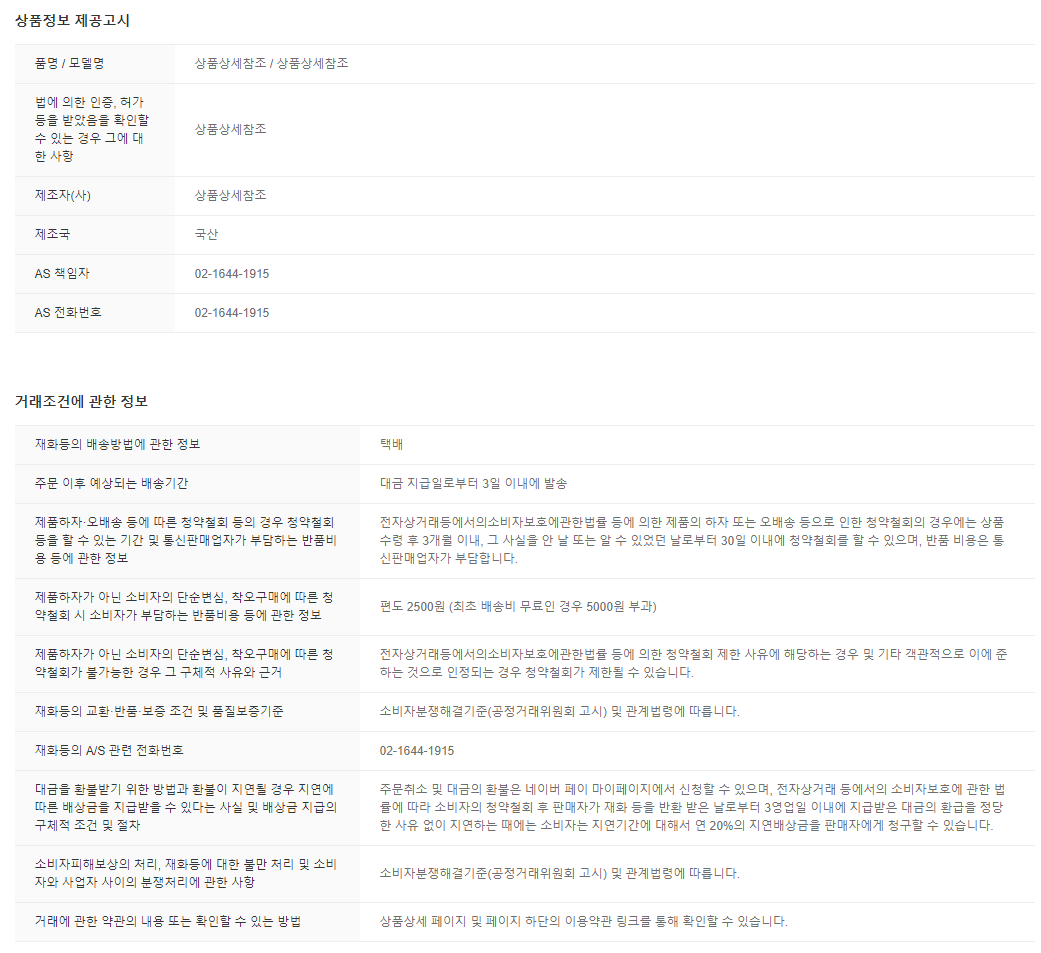 상품정보 제공고시
품명 / 모델명
상품상세참조 / 상품상세참조
법에 의한 인증, 허가
등을 받았음을 확인할
수 있는 경우 그에 대
한 사항
상품상세참조
제조자(사)
상품상세참조
제조국
국산
AS 책임자
02-1644-1915
AS 전화번호
02-1644-1915
거래조건에 관한 정보
재화등의 배송방법에 관한 정보
택배
주문 이후 예상되는 배송기간
대금 지급일로부터 3일 이내에 발송
제품하자·오배송 등에 따른 청약철회 등의 경우 청약철회
등을 할 수 있는 기간 및 통신판매업자가 부담하는 반품비
용 등에 관한 정보
전자상거래등에서의소비자보호에관한법률 등에 의한 제품의 하자 또는 오배송 등으로 인한 청약철회의 경우에는 상품
수령 후 3개월 이내, 그 사실을 안 날 또는 알 수 있었던 날로부터 30일 이내에 청약철회를 할 수 있으며, 반품 비용은 통
신판매업자가 부담합니다.
제품하자가 아닌 소비자의 단순변심, 착오구매에 따른 청
약철회 시 소비자가 부담하는 반품비용 등에 관한 정보
편도 2500원 (최초 배송비 무료인 경우 5000원 부과)
제품하자가 아닌 소비자의 단순변심, 착오구매에 따른 청
약철회가 불가능한 경우 그 구체적 사유와 근거
전자상거래등에서의소비자보호에관한법률 등에 의한 청약철회 제한 사유에 해당하는 경우 및 기타 객관적으로 이에 준
하는 것으로 인정되는 경우 청약철회가 제한될 수 있습니다.
재화등의 교환·반품·보증 조건 및 품질보증기준
소비자분쟁해결기준(공정거래위원회 고시) 및 관계법령에 따릅니다.
재화등의 A/S 관련 전화번호
02-1644-1915
대금을 환불받기 위한 방법과 환불이 지연될 경우 지연에
따른 배상금을 지급받을 수 있다는 사실 및 배상금 지급의
구체적 조건 및 절차
주문취소 및 대금의 환불은 네이버 페이 마이페이지에서 신청할 수 있으며, 전자상거래 등에서의 소비자보호에 관한 법
률에 따라 소비자의 청약철회 후 판매자가 재화 등을 반환 받은 날로부터 3영업일 이내에 지급받은 대금의 환급을 정당
한 사유 없이 지연하는 때에는 소비자는 지연기간에 대해서 연 20%의 지연배상금을 판매자에게 청구할 수 있습니다.
소비자피해보상의 처리, 재화등에 대한 불만 처리 및 소비
자와 사업자 사이의 분쟁처리에 관한 사항
소비자분쟁해결기준(공정거래위원회 고시) 및 관계법령에 따릅니다.
거래에 관한 약관의 내용 또는 확인할 수 있는 방법
상품상세 페이지 및 페이지 하단의 이용약관 링크를 통해 확인할 수 있습니다.